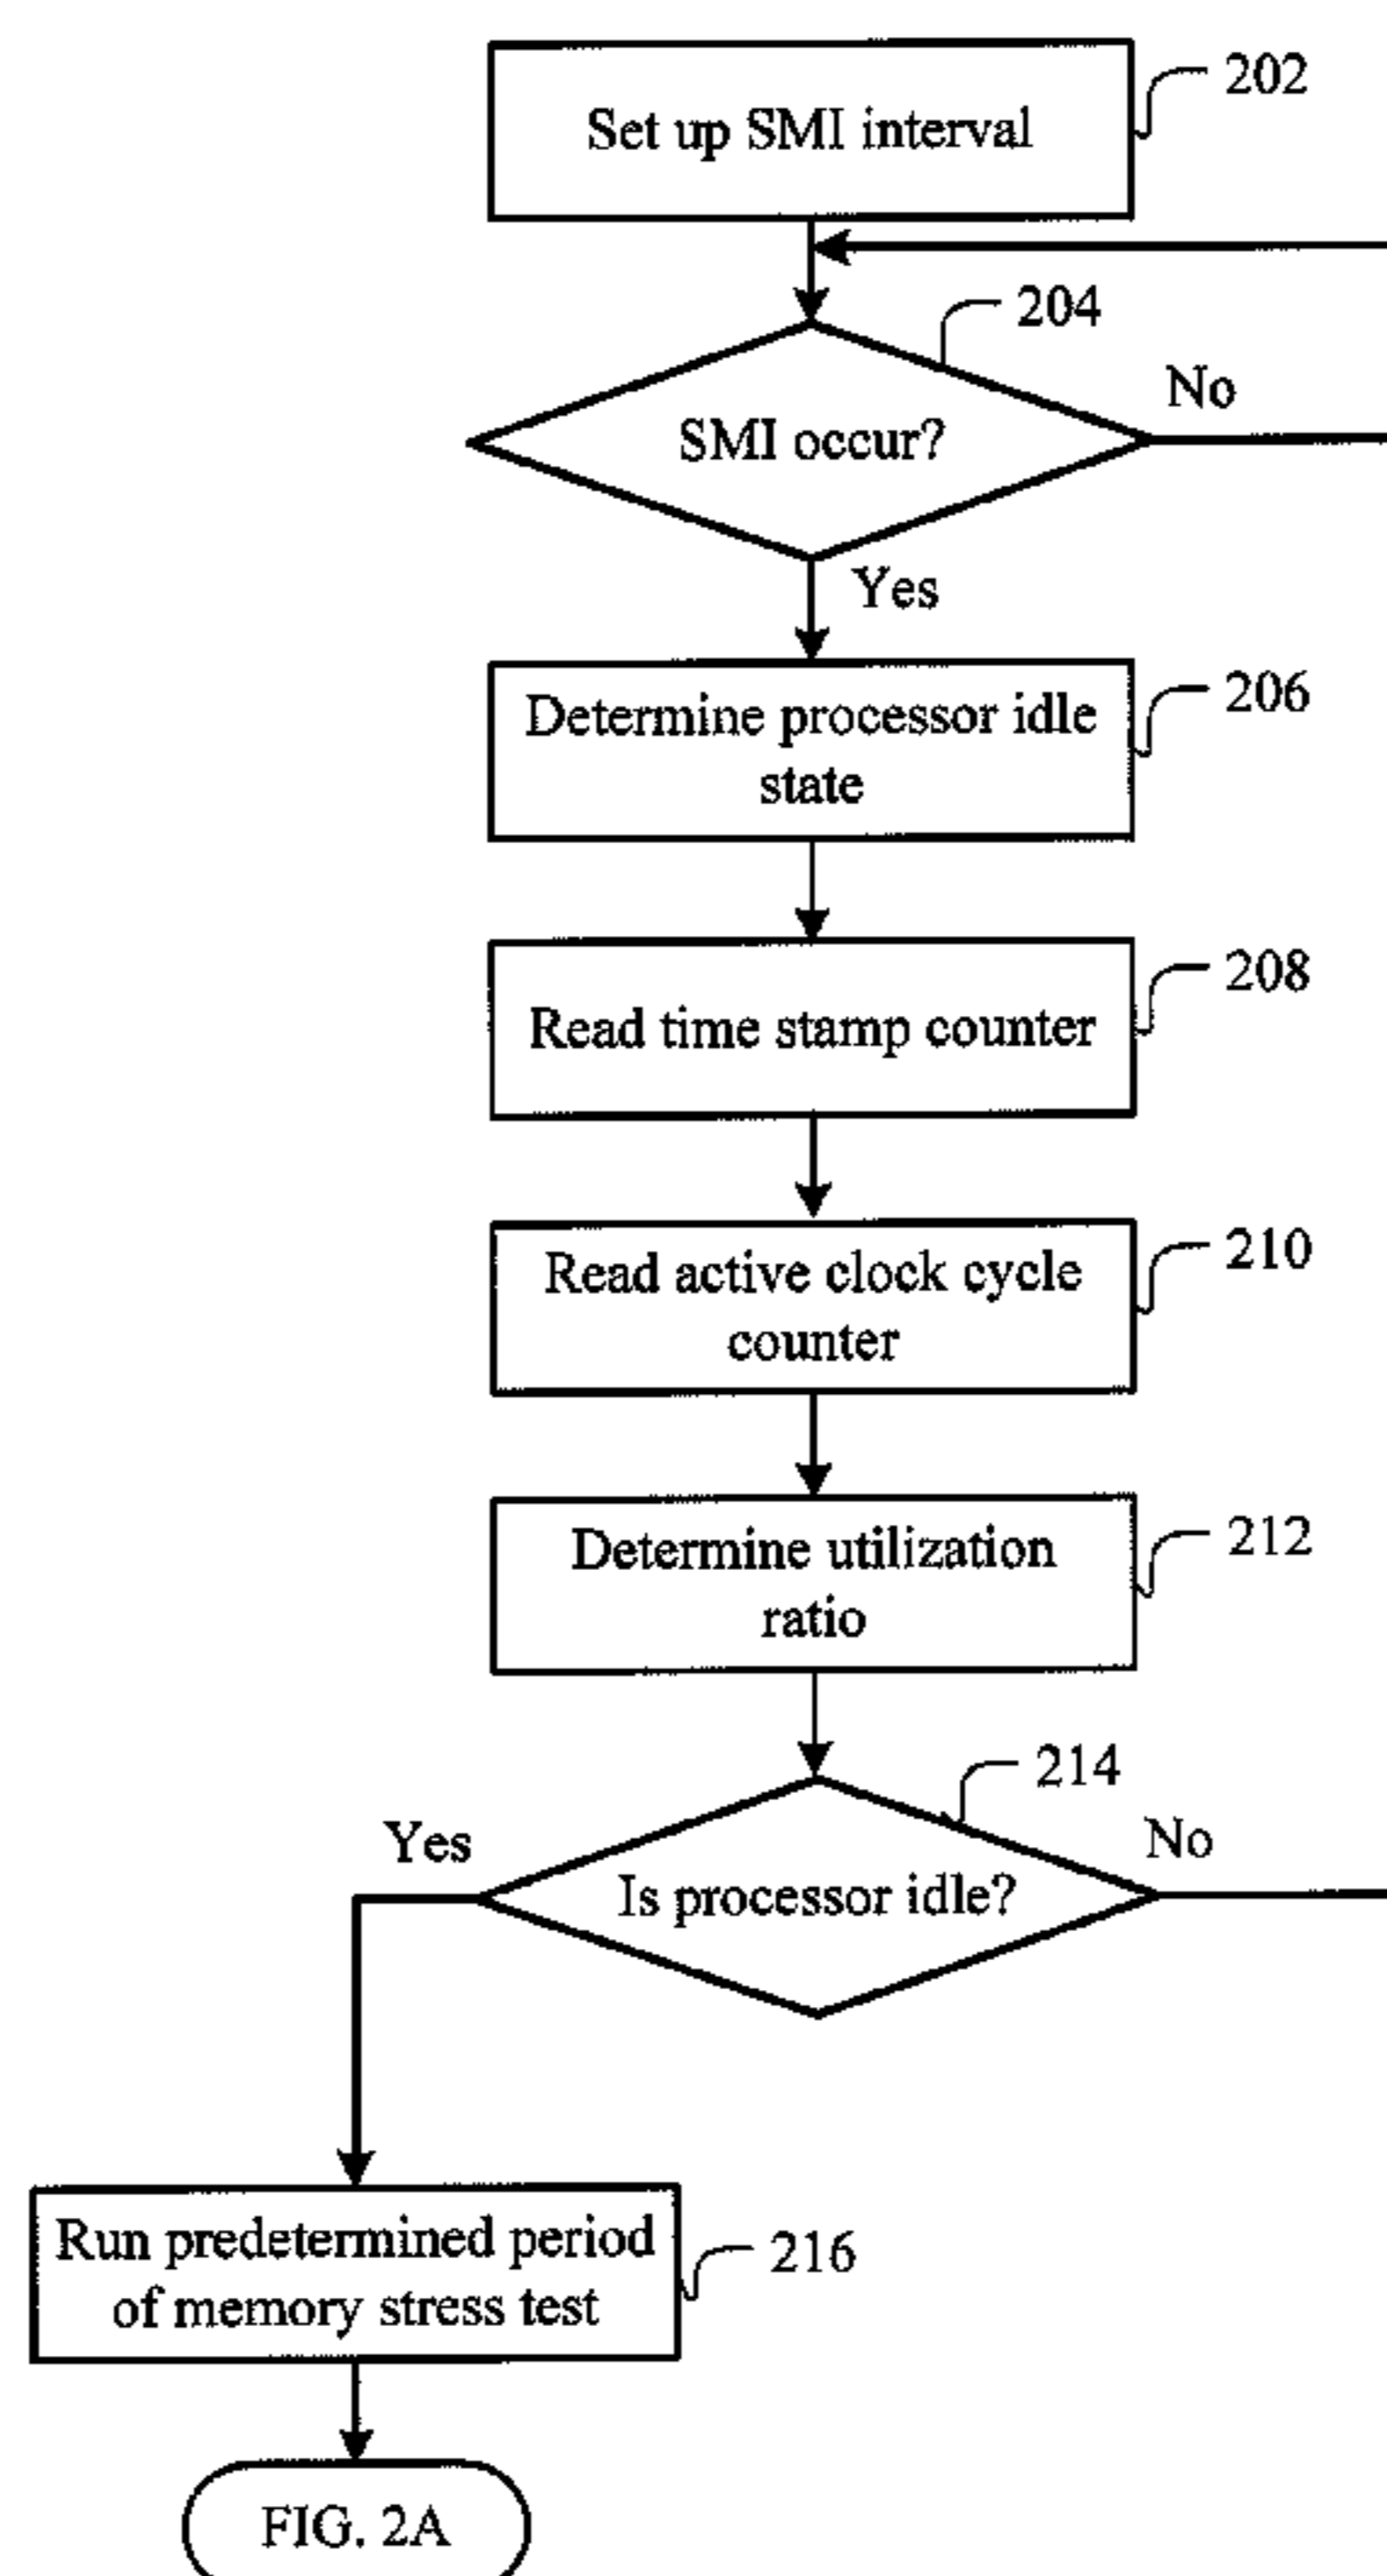 Set up SMI interval
202
204
SMI occur?
No
Yes
Determine processor idle
state
206
Read time stamp counter
208
Read active clock cycle
counter
210
Determine utilization
ratio
212
214
Yes
Is processor idle?
No
Run predetermined period
of memory stress test
216
FIG. 2A